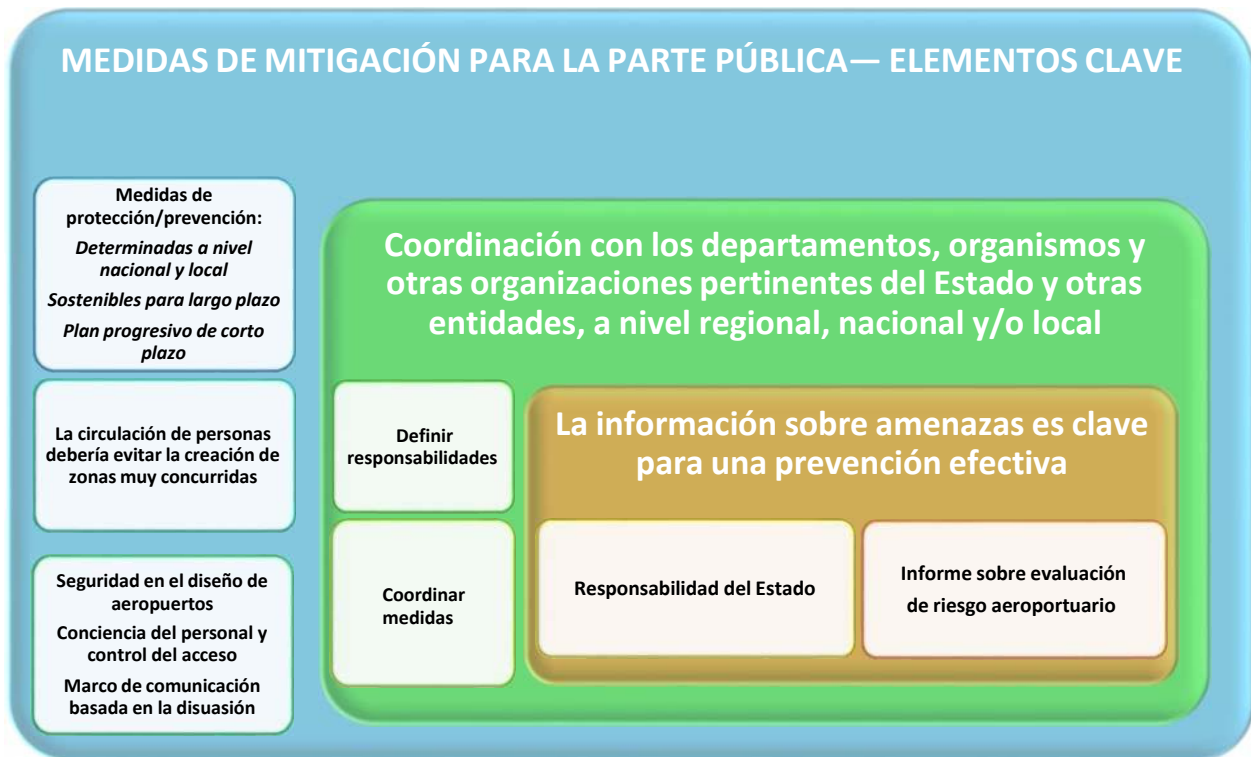 MEDIDAS DE MITIGACIÓN PARA LA PARTE PÚBLICA— ELEMENTOS CLAVE
Medidas de
protección/prevención:
Determinadas a nivel
nacional y local
Sostenibles para largo plazo
Plan progresivo de corto
plazo
La circulación de personas
debería evitar la creación de
zonas muy concurridas
Seguridad en el diseño de
aeropuertos
Conciencia del personal y
control del acceso
Marco de comunicación
basada en la disuasión
Coordinación con los departamentos, organismos y
otras organizaciones pertinentes del Estado y otras
entidades, a nivel regional, nacional y/o local
Definir
responsabilidades
Coordinar
medidas
La información sobre amenazas es clave
para una prevención efectiva
Responsabilidad del Estado
Informe sobre evaluación
de riesgo aeroportuario